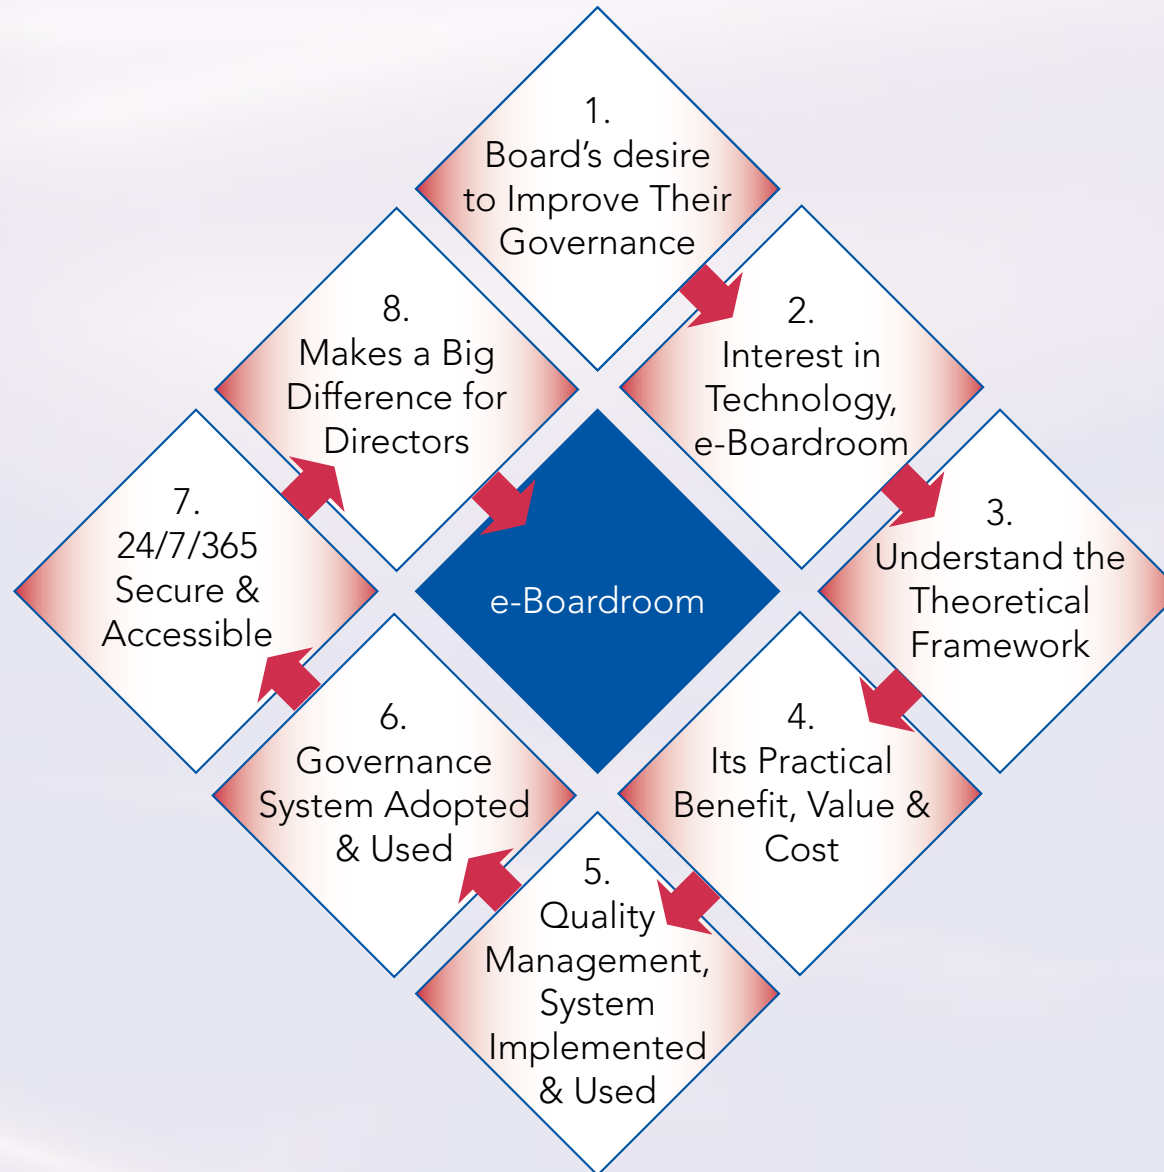 1.
Board’s desire
to Improve Their
Governance
2.
Interest in
Technology,
e-Boardroom
3.
Understand the
Theoretical
Framework
4.
Its Practical
Benefit, Value &
Cost
5.
Quality
Management,
System
Implemented
& Used
6.
Governance
System Adopted
& Used
7.
24/7/365
Secure &
Accessible
8.
Makes a Big
Difference for
Directors
e-Boardroom